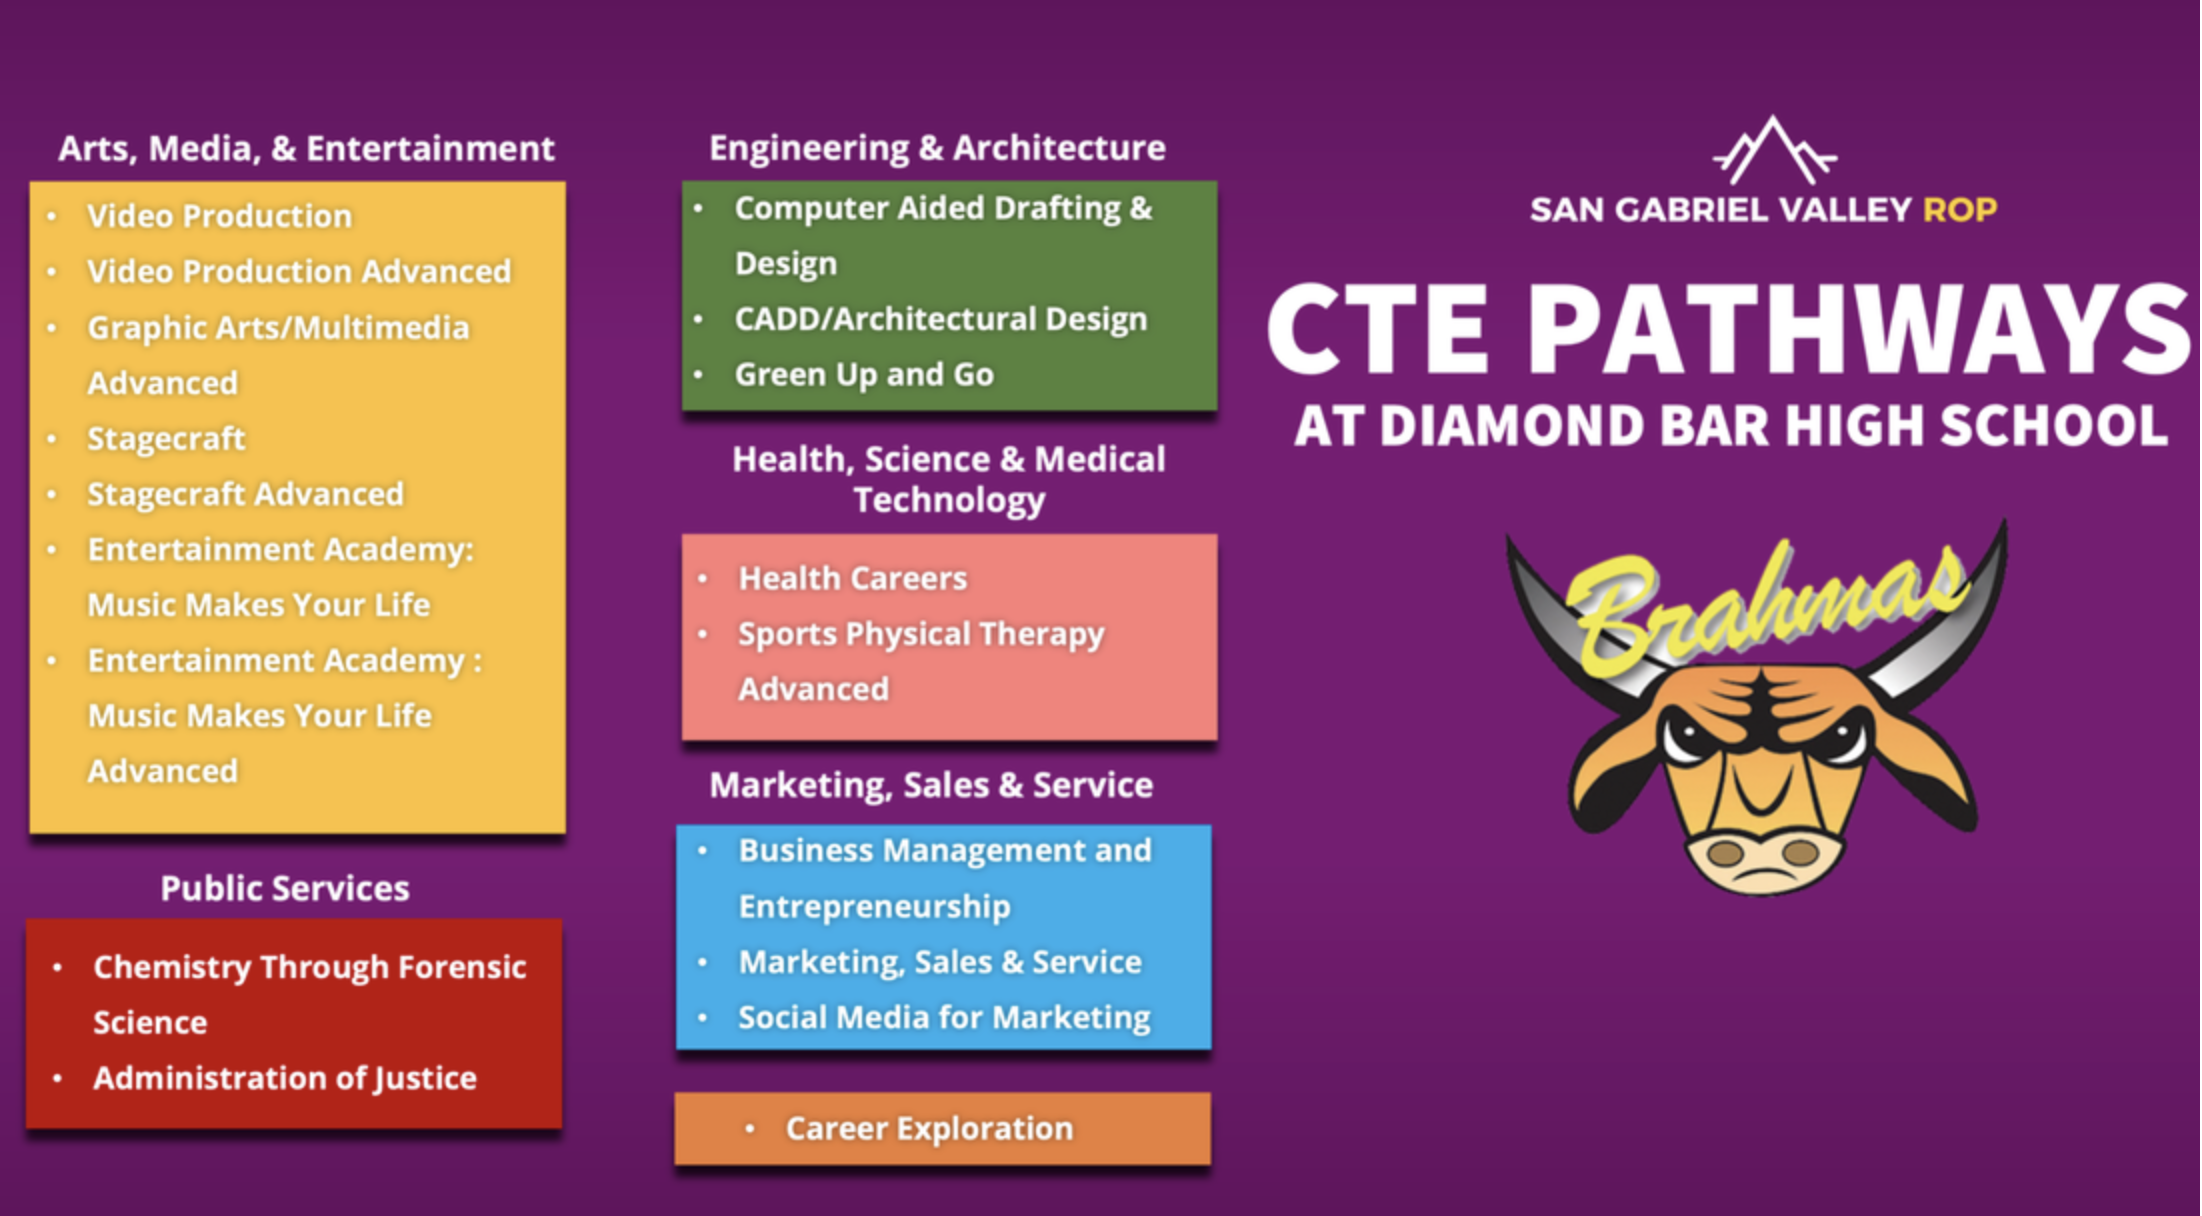 Arts, Media, & Entertainment
• Video Production
• Video Production Advanced
• Graphic Arts/Multimedia
Advanced
• Stagecraft
• Stagecraft Advanced
• Entertainment Academy:
Music Makes Your Life
• Entertainment Academy :
Music Makes Your Life
Advanced
Public Services
• Chemistry Through Forensic
Science
• Administration of Justice
Engineering & Architecture
• Computer Aided Drafting &
Design
• CADD/Architectural Design
• Green Up and Go
Health, Science & Medical
Technology
• Health Careers
• Sports Physical Therapy
Advanced
Marketing, Sales & Service
• Business Management and
Entrepreneurship
• Marketing, Sales & Service
• Social Media for Marketing
• Career Exploration
SAN GABRIEL VALLEY ROP
CTE PATHWAYS
AT DIAMOND BAR HIGH SCHOOL
Brahmas